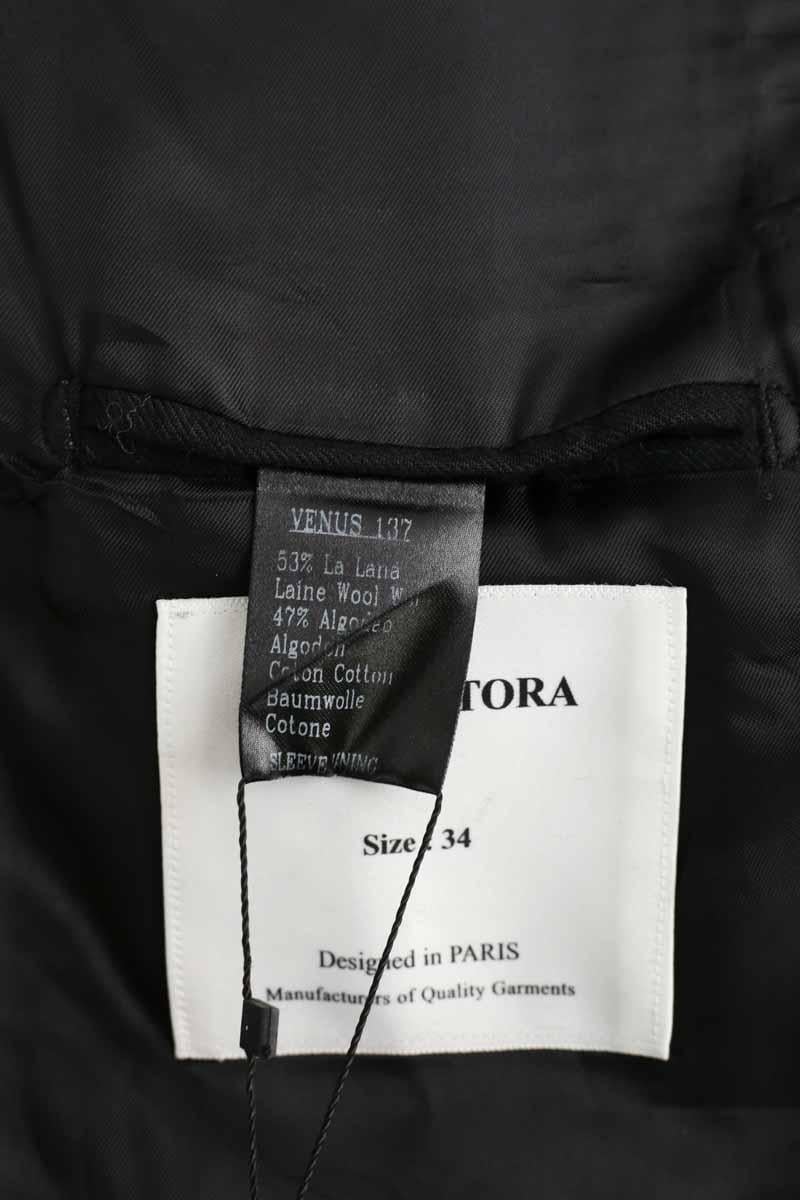 VENUS 137
53% La Lana
Laine Wool
47% Algodao
Algodon
Coton Cotton
Baumwolle
Cotone
SLEEVE
TORA
Size : 34
Designed in PARIS
Manufacturers of Quality Garments